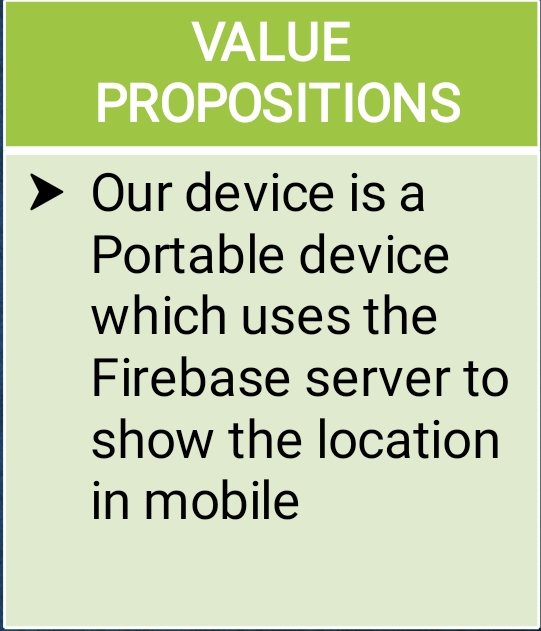 VALUE
PROPOSITIONS
➤ Our device is a
Portable device
which uses the
Firebase server to
show the location
in mobile